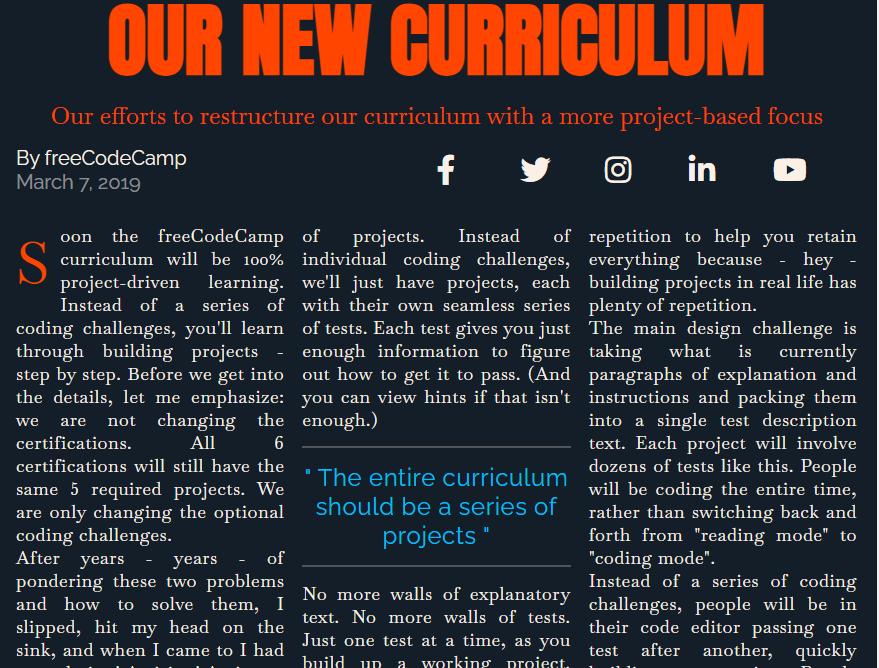 OUR NEW CURRICULUM
Our efforts to restructure our curriculum with a more project-based focus
By freeCodeCamp
March 7, 2019
Soon the freeCodeCamp
curriculum will be 100%
project-driven learning.
Instead of a series of
coding challenges, you'll learn
through building projects -
step by step. Before we get into
the details, let me emphasize:
we are not changing the
certifications. All 6
certifications will still have the
same 5 required projects. We
are only changing the optional
coding challenges.
After years - years - of
pondering these two problems
and how to solve them, I
slipped, hit my head on the
sink, and when I came to I had
of projects. Instead of
individual coding challenges,
we'll just have projects, each
with their own seamless series
of tests. Each test gives you just
enough information to figure
out how to get it to pass. (And
you can view hints if that isn't
enough.)
" The entire curriculum
should be a series of
projects "
No more walls of explanatory
text. No more walls of tests.
Just one test at a time, as you
build up a working project.
repetition to help you retain
everything because - hey -
building projects in real life has
plenty of repetition.
The main design challenge is
taking what is currently
paragraphs of explanation and
instructions and packing them
into a single test description
text. Each project will involve
dozens of tests like this. People
will be coding the entire time,
rather than switching back and
forth from "reading mode" to
"coding mode".
Instead of a series of coding
challenges, people will be in
their code editor passing one
test after another, quickly